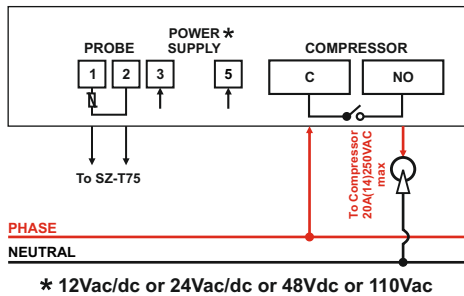 POWER *
PROBE SUPPLY COMPRESSOR
1 2 3 5 C NO
To SZ-T75
To Compressor
20A(14)250VAC
max
PHASE
NEUTRAL
* 12Vac/dc or 24Vac/dc or 48Vdc or 110Vac